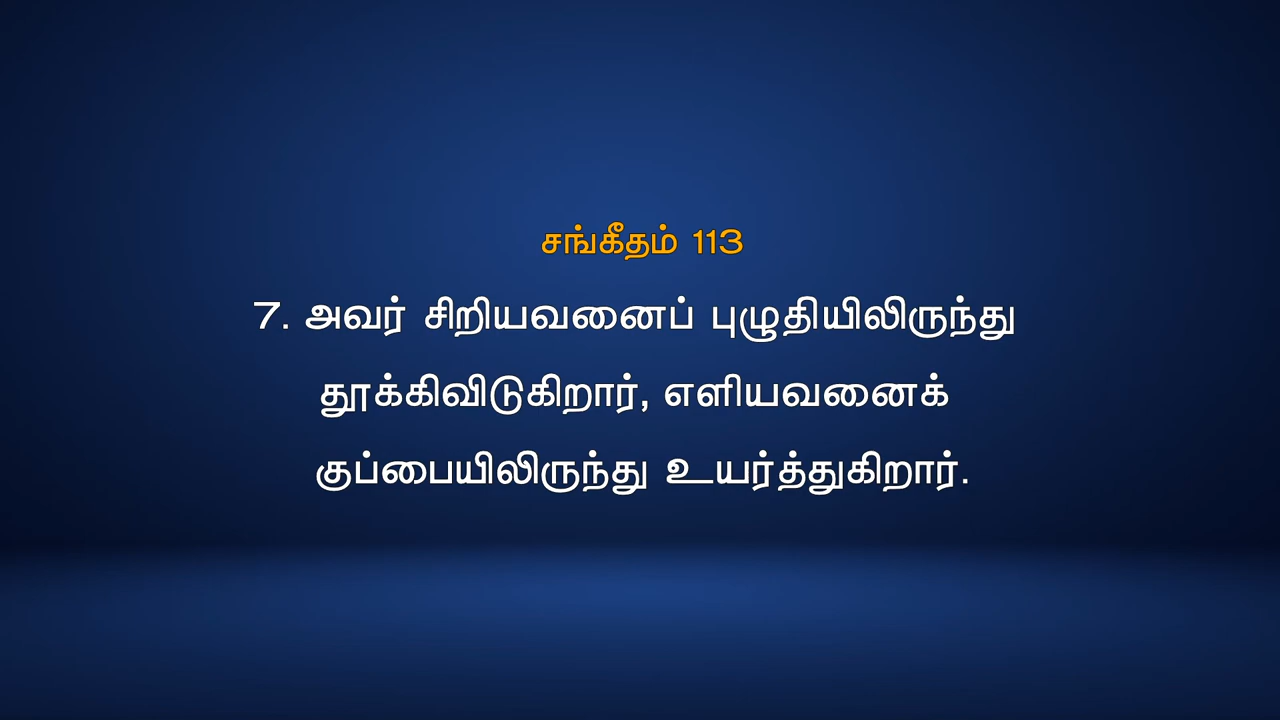 சங்கீதம் 113
7. அவர் சிறியவனைப் புழுதியிலிருந்து
தூக்கிவிடுகிறார், எளியவனைக்
குப்பையிலிருந்து உயர்த்துகிறார்.